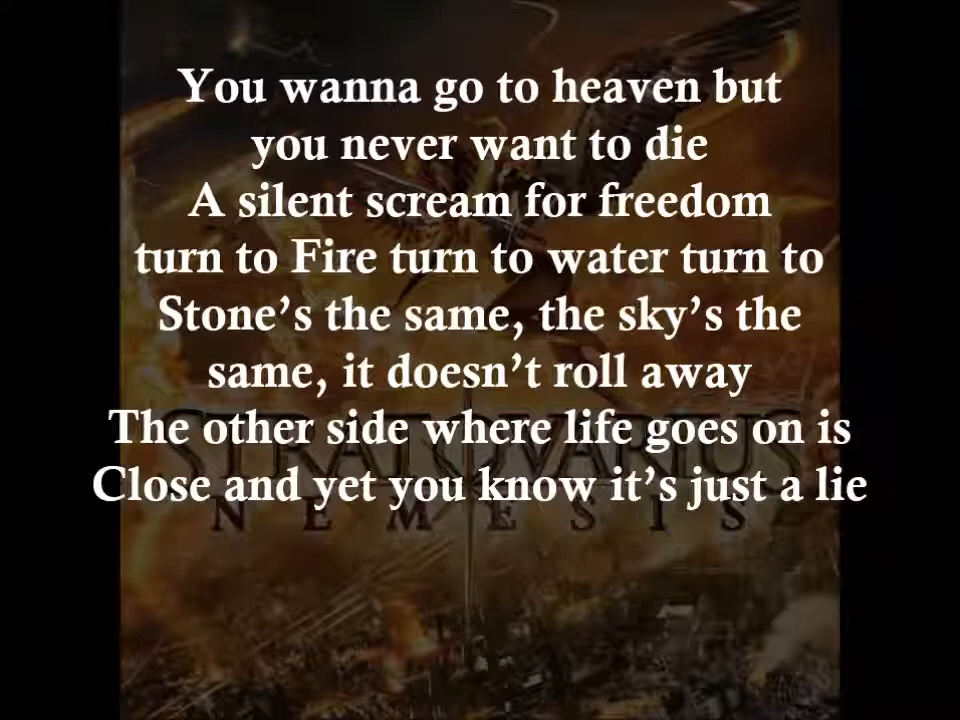 You wanna go to heaven but
you never want to die
A silent scream for freedom
turn to Fire turn to water turn to
Stone’s the same, the sky’s the
same, it doesn’t roll away
The other side where life goes on is
STRATOVARIUS
Close and yet you know it’s just a lie
NEMESIS